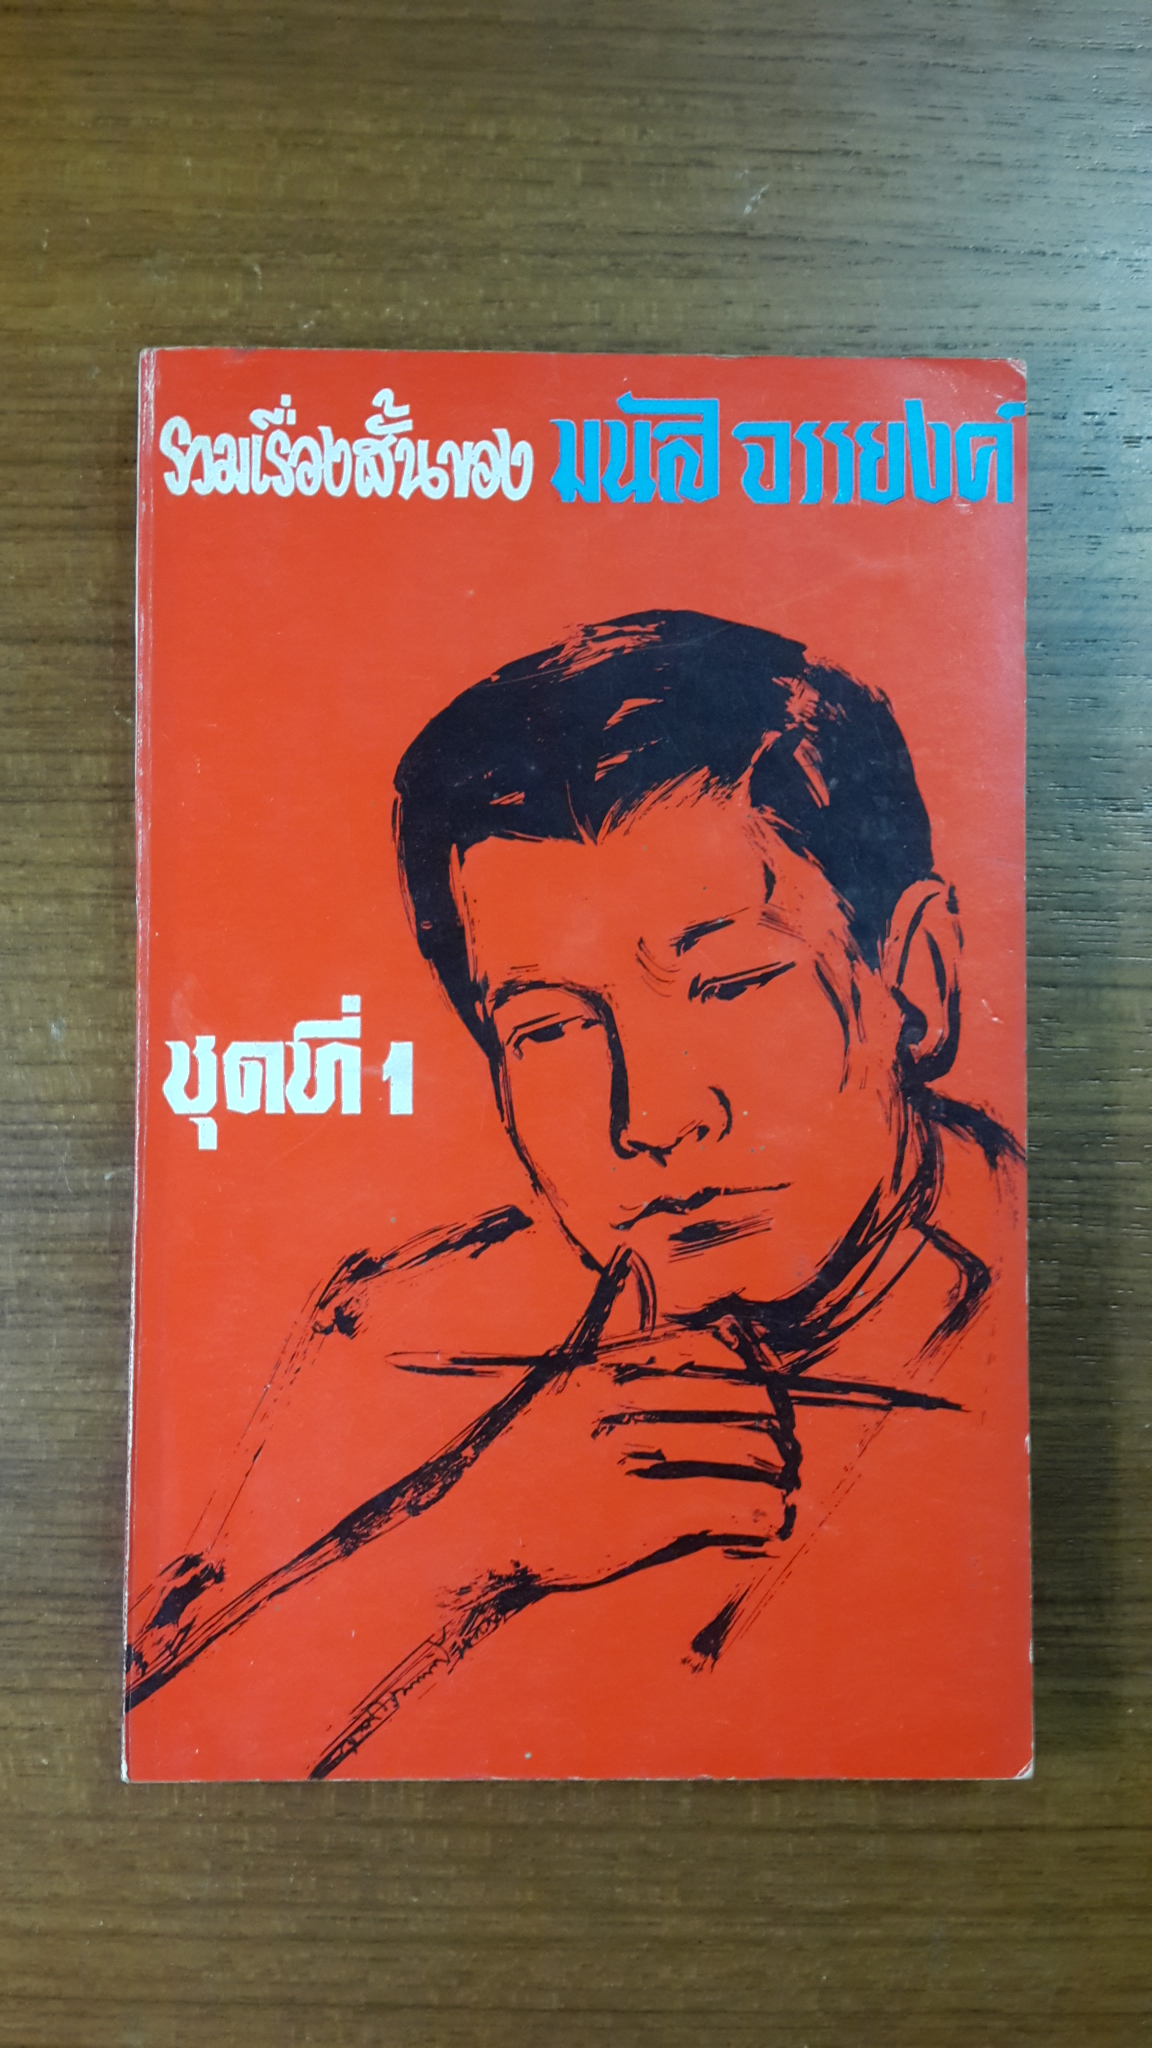 รวมเรื่องสั้นของ มนัส จรรยงค์
ชุดที่ 1